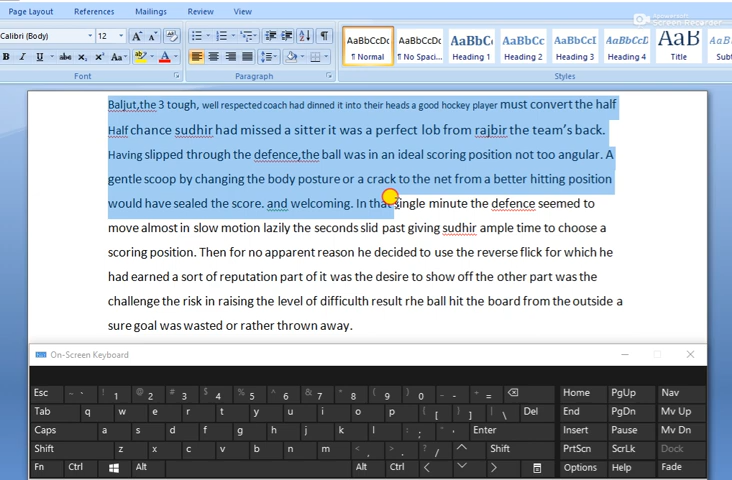 Page Layout References Mailings Review View
Calibri (Body) 12
Font Paragraph Styles
AaBbCcDc AaBbCcDc AaBbC AaBbCc AaBbCcI AaBbCcD AaB AaB
¶ Normal ¶ No Spaci... Heading 1 Heading 2 Heading 3 Heading 4 Title Subt
Screen Recorder
Baljut,the 3 tough, well respected coach had dinned it into their heads a good hockey player must convert the half
Half chance sudhir had missed a sitter it was a perfect lob from rajbir the team's back.
Having slipped through the defence,the ball was in an ideal scoring position not too angular. A
gentle scoop by changing the body posture or a crack to the net from a better hitting position
would have sealed the score. and welcoming. In that single minute the defence seemed to
move almost in slow motion lazily the seconds slid past giving sudhir ample time to choose a
scoring position. Then for no apparent reason he decided to use the reverse flick for which he
had earned a sort of reputation part of it was the desire to show off the other part was the
challenge the risk in raising the level of difficulth result rhe ball hit the board from the outside a
sure goal was wasted or rather thrown away.
On-Screen Keyboard
Esc ~ ` ! 1 @ 2 # 3 $ 4 % 5 ^ 6 & 7 * 8 ( 9 ) 0 _ - + = Home PgUp Nav
Tab q w e r t y u i o p { [ } ] | \ Del End PgDn Mv Up
Caps a s d f g h j k l : ; " ' Enter Insert Pause Mv Dn
Shift z x c v b n m < , > . ? / Shift PrtScn ScrLk Dock
Fn Ctrl Alt Alt Ctrl Options Help Fade